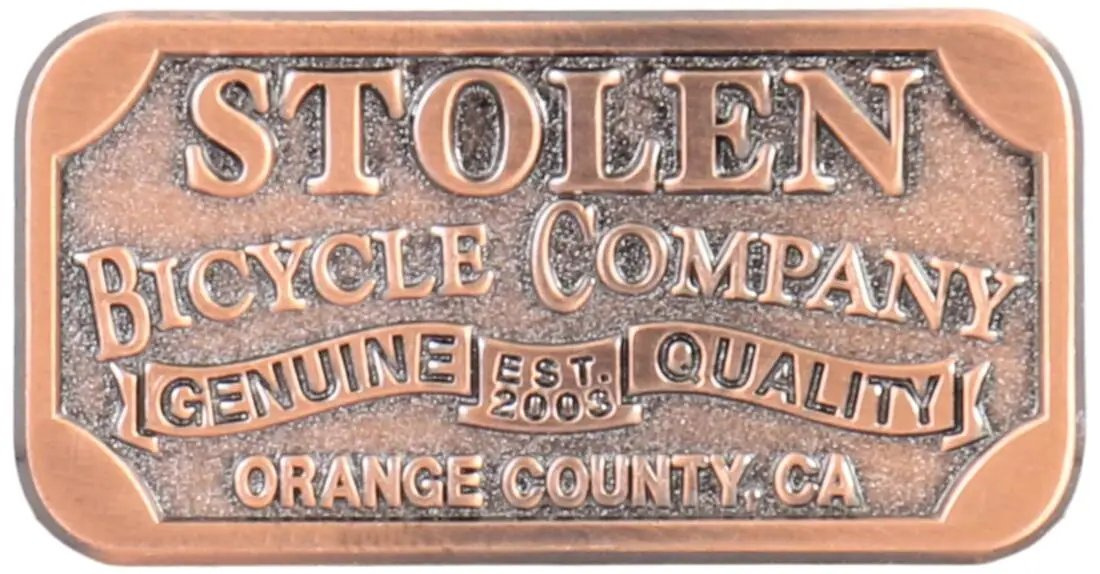 STOLEN
BICYCLE COMPANY
GENUINE EST. 2003 QUALITY
ORANGE COUNTY, CA